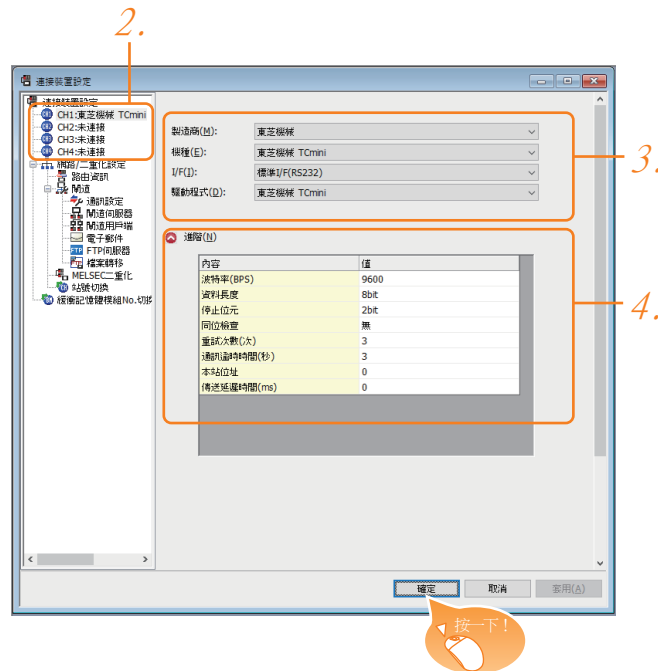 2.
連接裝置設定
連接裝置設定
CH1:東芝機械 TCmini
CH2:未連接
CH3:未連接
CH4:未連接
網路/二重化設定
路由資訊
閘道
通訊設定
閘道伺服器
閘道用戶端
電子郵件
FTP伺服器
檔案轉移
MELSEC二重化
站號切換
緩衝記憶體模組No.切換
製造商(M): 東芝機械
機種(E): 東芝機械 TCmini
I/F(I): 標準I/F(RS232)
驅動程式(D): 東芝機械 TCmini
3.
進階(N)
內容 值
波特率(BPS) 9600
資料長度 8bit
停止位元 2bit
同位檢查 無
重試次數(次) 3
通訊逾時時間(秒) 3
本站位址 0
傳送延遲時間(ms) 0
4.
確定 取消 套用(A)
按一下!